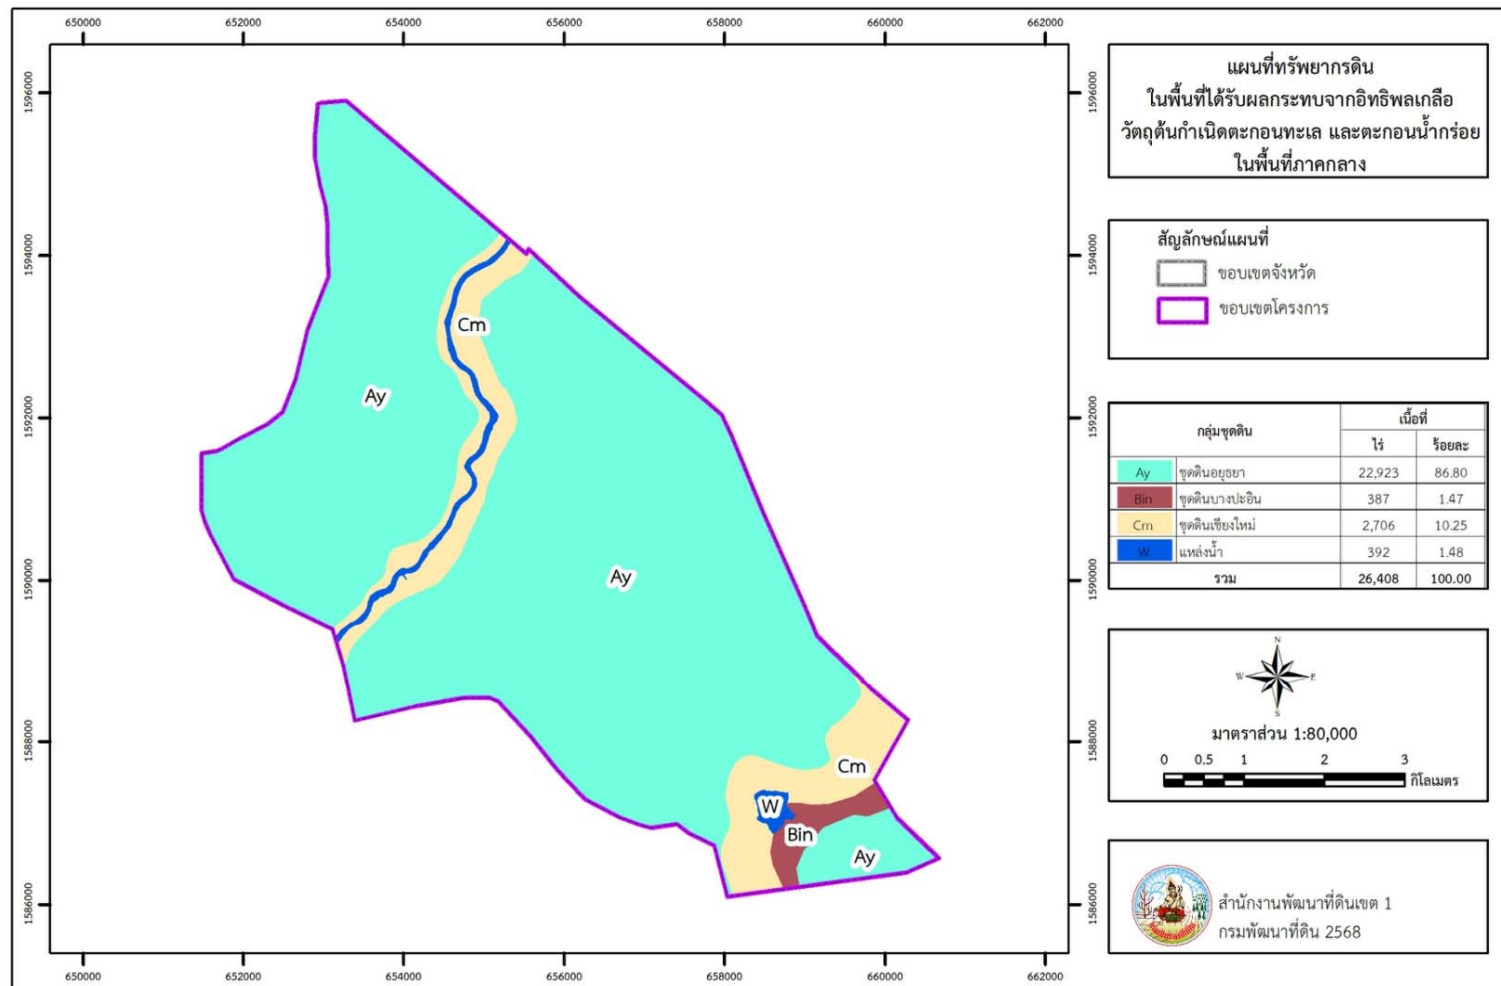 650000 652000 654000 656000 658000 660000 662000
1596000 1596000
1594000 1594000
1592000 1592000
1590000 1590000
1588000 1588000
1586000 1586000
Cm
Ay
Ay
Cm
W
Bin
Ay
650000 652000 654000 656000 658000 660000 662000
แผนที่ทรัพยากรดิน
ในพื้นที่ได้รับผลกระทบจากอิทธิพลเกลือ
วัตถุต้นกำเนิดตะกอนทะเล และตะกอนน้ำกร่อย
ในพื้นที่ภาคกลาง
สัญลักษณ์แผนที่
ขอบเขตจังหวัด
ขอบเขตโครงการ
กลุ่มชุดดิน เนื้อที่
ไร่ ร้อยละ
Ay ชุดดินอยุธยา 22,923 86.80
Bin ชุดดินบางปะอิน 387 1.47
Cm ชุดดินเชียงใหม่ 2,706 10.25
W แหล่งน้ำ 392 1.48
รวม 26,408 100.00
N
W E
S
มาตราส่วน 1:80,000
0 0.5 1 2 3
กิโลเมตร
สำนักงานพัฒนาที่ดินเขต 1
กรมพัฒนาที่ดิน 2568